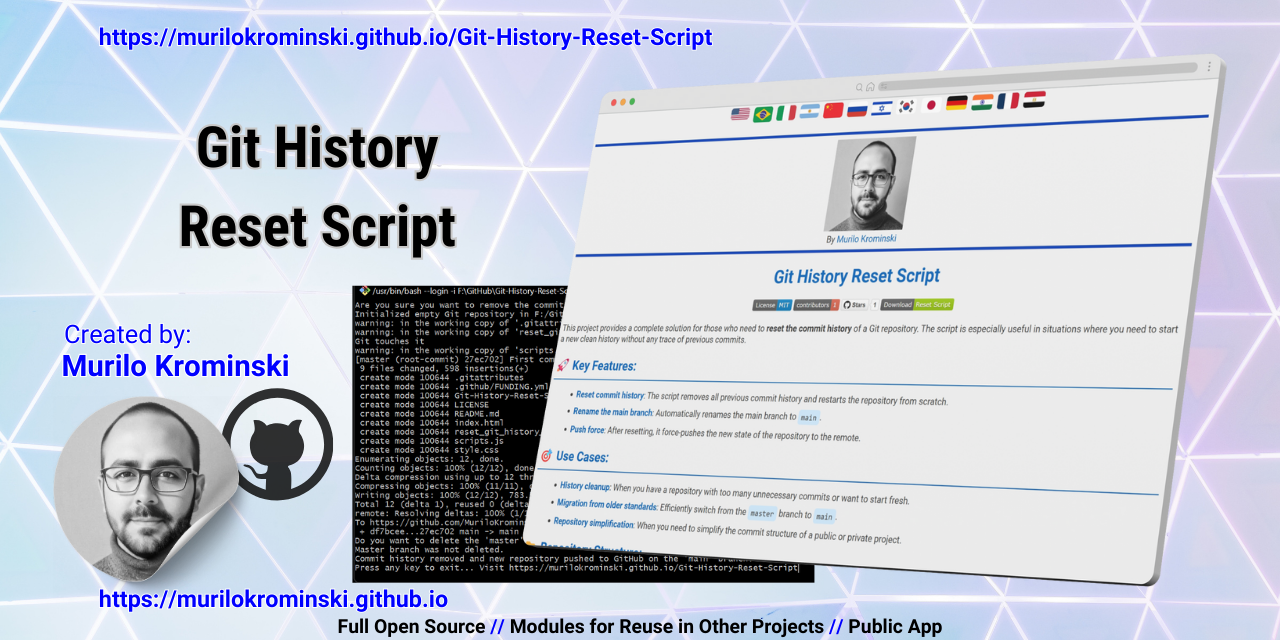 https://murilokrominski.github.io/Git-History-Reset-Script
Git History
Reset Script
Created by:
Murilo Krominski
/usr/bin/bash --login -i F:\GitHub\Git-History-Reset-Sc
Are you sure you want to remove the commit
Initialized empty Git repository in F:/Git
warning: in the working copy of '.gitattr
warning: in the working copy of 'reset_gi
Git touches it
warning: in the working copy of 'scripts
[master (root-commit) 27ec702] First com
9 files changed, 598 insertions(+)
create mode 100644 .gitattributes
create mode 100644 .github/FUNDING.yml
create mode 100644 Git-History-Reset-S
create mode 100644 LICENSE
create mode 100644 README.md
create mode 100644 index.html
create mode 100644 reset_git_history_
create mode 100644 scripts.js
create mode 100644 style.css
Enumerating objects: 12, done.
Counting objects: 100% (12/12), done
Delta compression using up to 12 thr
Compressing objects: 100% (11/11),
Writing objects: 100% (12/12), 783.
Total 12 (delta 1), reused 0 (delta
remote: Resolving deltas: 100% (1/
To https://github.com/MuriloKromin
+ df7bcee...27ec702 main -> main
Do you want to delete the 'master'
Master branch was not deleted.
Commit history removed and new repository pushed to GitHub on the 'main'
Press any key to exit... Visit https://murilokrominski.github.io/Git-History-Reset-Script
By Murilo Krominski
Git History Reset Script
License MIT contributors 2 Stars 1 Download Reset Script
This project provides a complete solution for those who need to reset the commit history of a Git repository. The script is especially useful in situations where you need to start
a new clean history without any trace of previous commits.
🚀 Key Features:
• Reset commit history: The script removes all previous commit history and restarts the repository from scratch.
• Rename the main branch: Automatically renames the main branch to main.
• Push force: After resetting, it force-pushes the new state of the repository to the remote.
🎯 Use Cases:
• History cleanup: When you have a repository with too many unnecessary commits or want to start fresh.
• Migration from older standards: Efficiently switch from the master branch to main.
• Repository simplification: When you need to simplify the commit structure of a public or private project.
https://murilokrominski.github.io
Full Open Source // Modules for Reuse in Other Projects // Public App